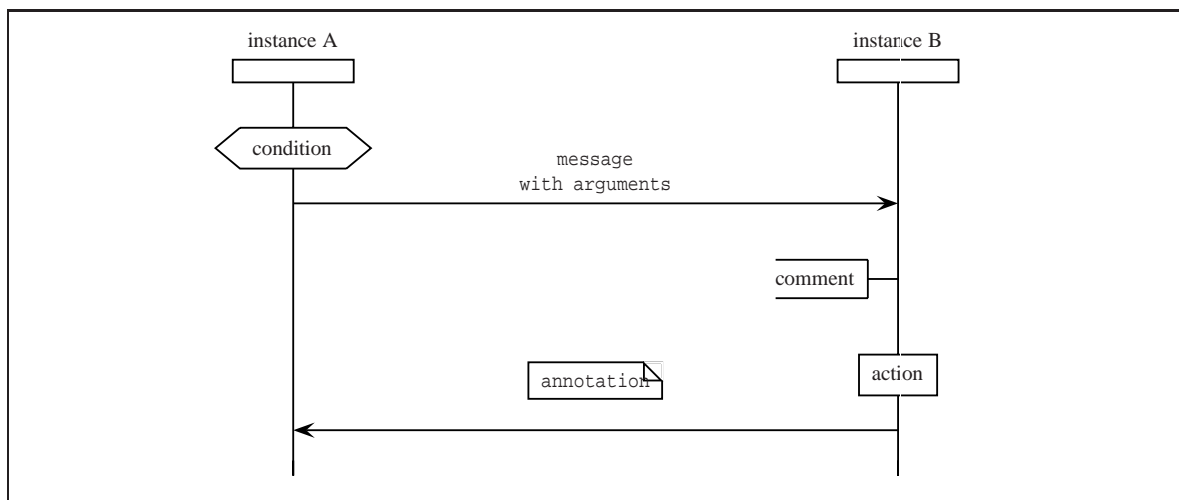 instance A
instance B
condition
message
with arguments
comment
annotation
action